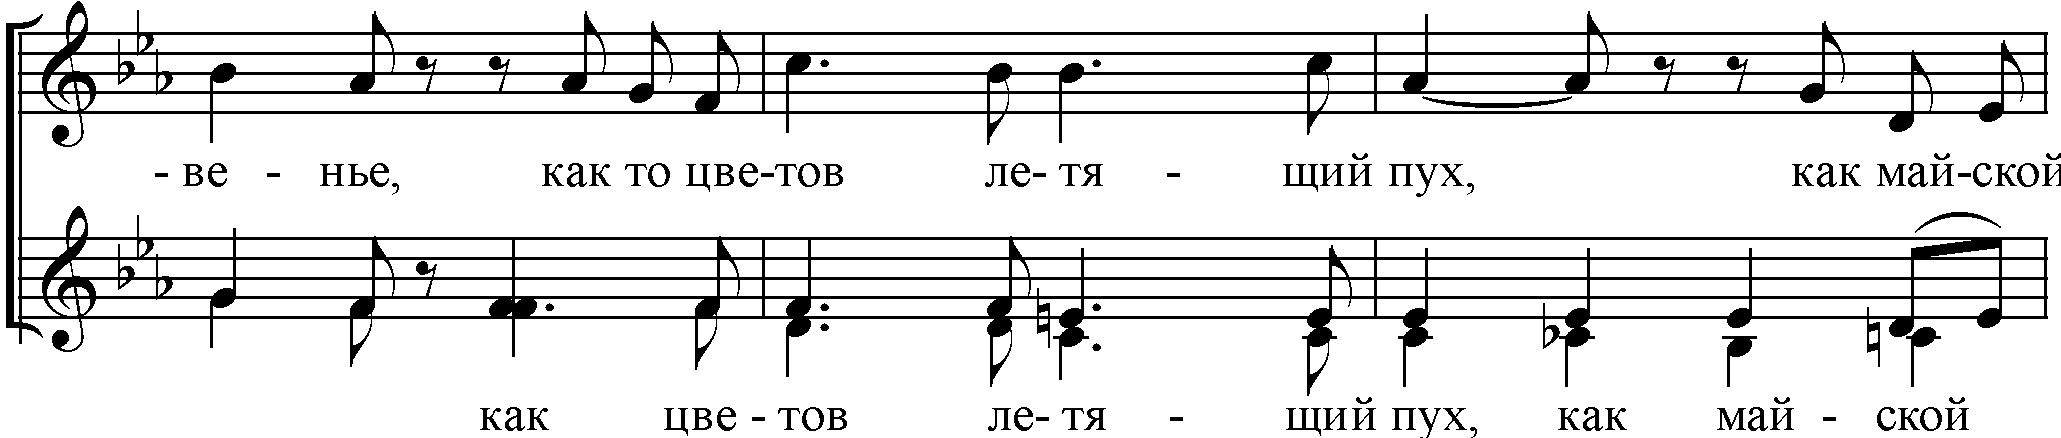 - ве - нье, как то цве-тов ле- тя - щий пух, как май-ской
как цве - тов ле- тя - щий пух, как май - ской